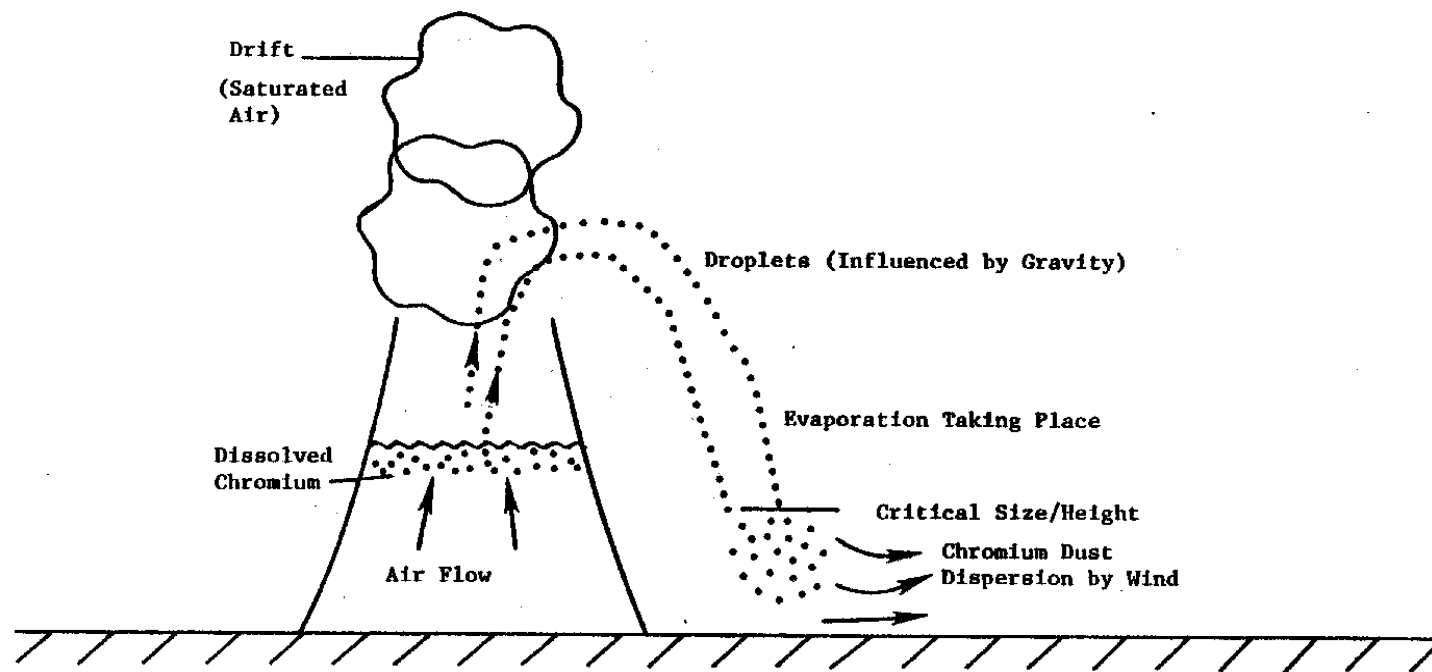 Drift
(Saturated
Air)
Droplets (Influenced by Gravity)
Evaporation Taking Place
Dissolved
Chromium
Critical Size/Height
Chromium Dust
Dispersion by Wind
Air Flow